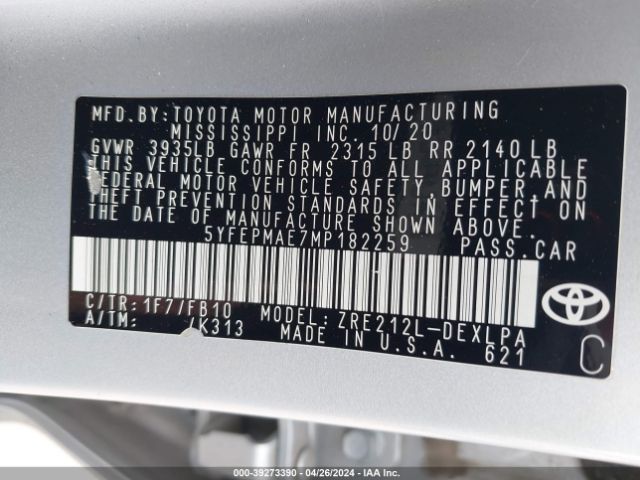 MFD.BY:TOYOTA MOTOR MANUFACTURING
MISSISSIPPI INC. 10/20
GVWR 3935LB GAWR FR 2315LB RR 2140LB
THIS VEHICLE CONFORMS TO ALL APPLICABLE
FEDERAL MOTOR VEHICLE SAFETY,BUMPER,AND
THEFT PREVENTION STANDARDS IN EFFECT ON
THE DATE OF MANUFACTURE SHOWN ABOVE.
5YFEPMAE7MP182259 PASS.CAR
C/TR:1F7/FB10 MODEL:ZRE212L-DEXLPA
A/TM: /K313 MADE IN U.S.A. 621
C
000-39273390 - 04/26/2024 - IAA Inc.